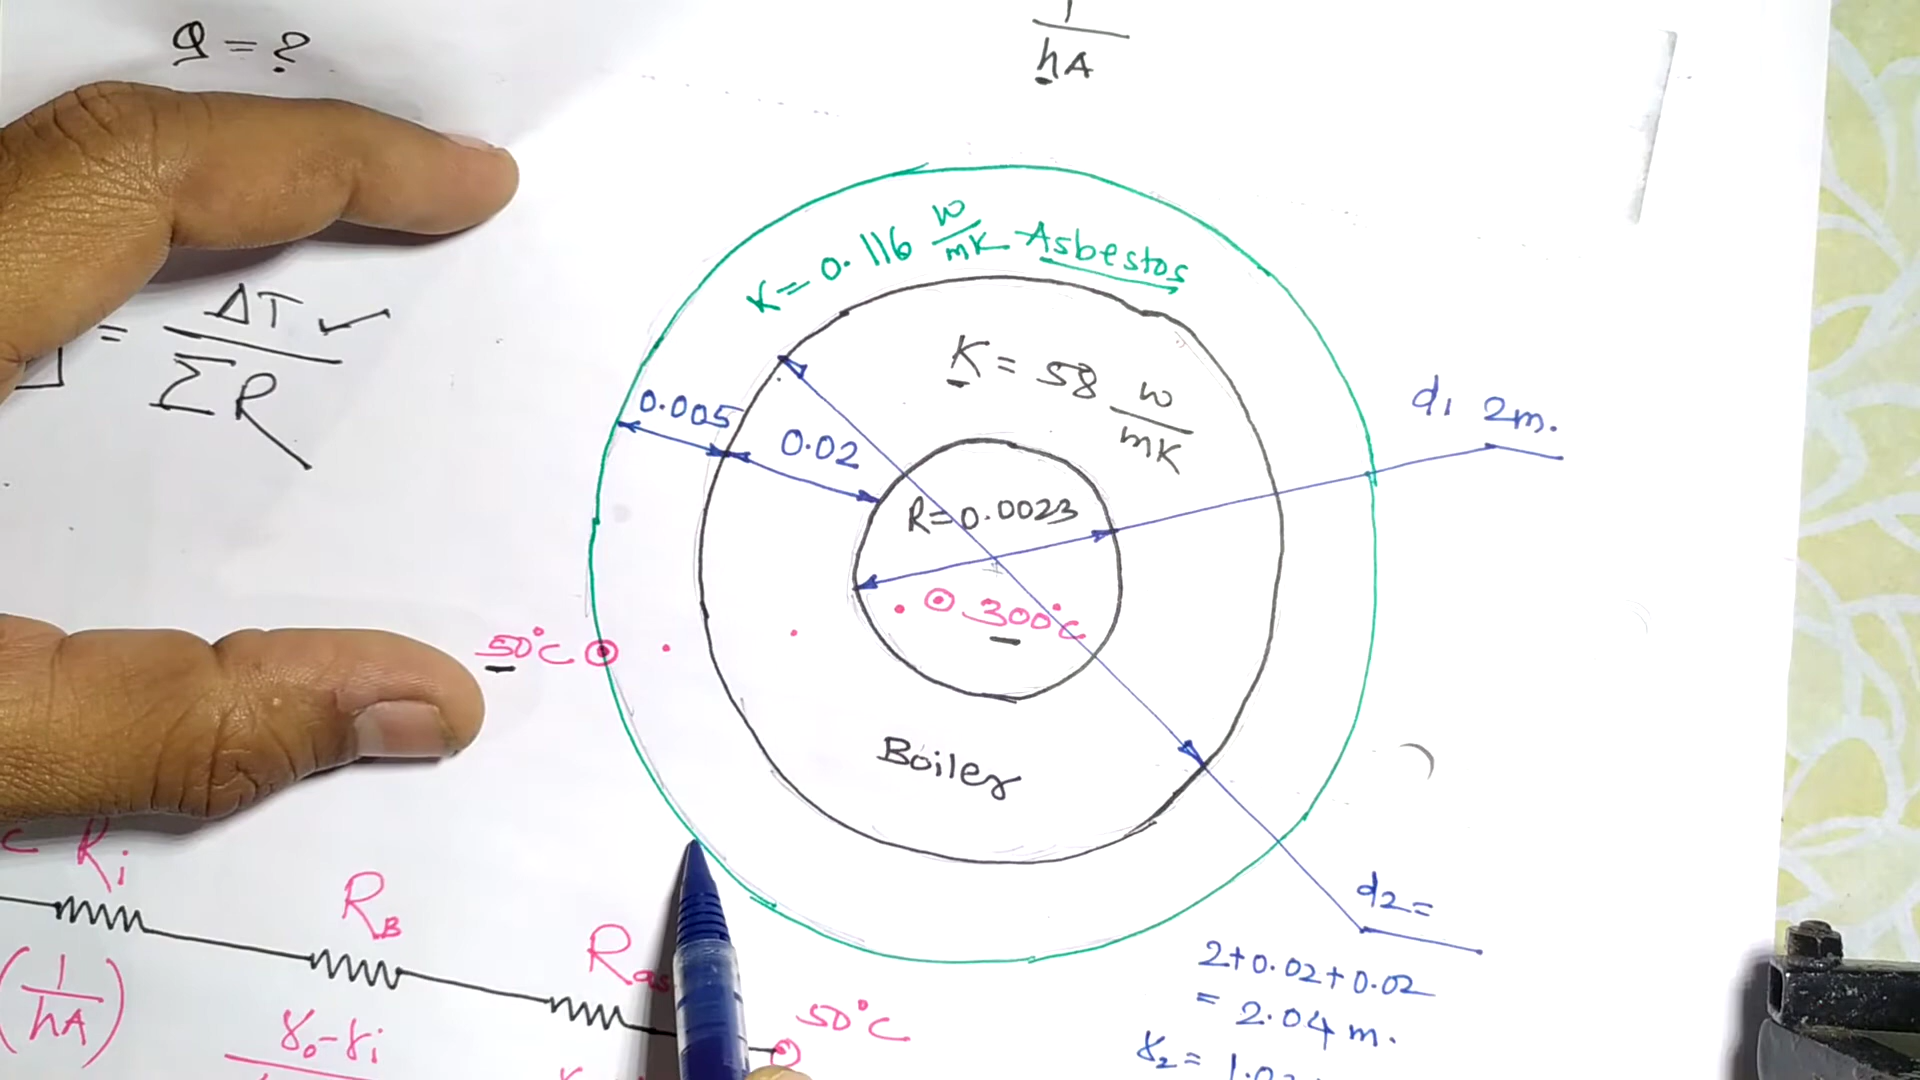 Q = ?
1
hA
K = 0.116 W
mK Asbestos
K = 58 W
mK
= ΔT ✓
ΣR
0.005
0.02
d1 2m.
R=0.0023
300°C
50°C
Boiler
d2=
2+0.02+0.02
= 2.04 m.
r2 =
C Ri
RB
Ras
(1
hA)
r0-ri
50°C